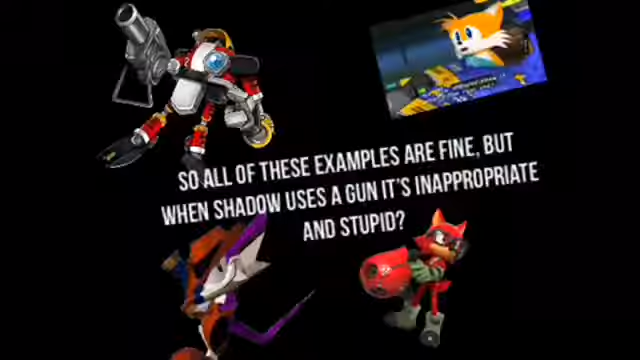 SO ALL OF THESE EXAMPLES ARE FINE, BUT
WHEN SHADOW USES A GUN IT'S INAPPROPRIATE
AND STUPID?